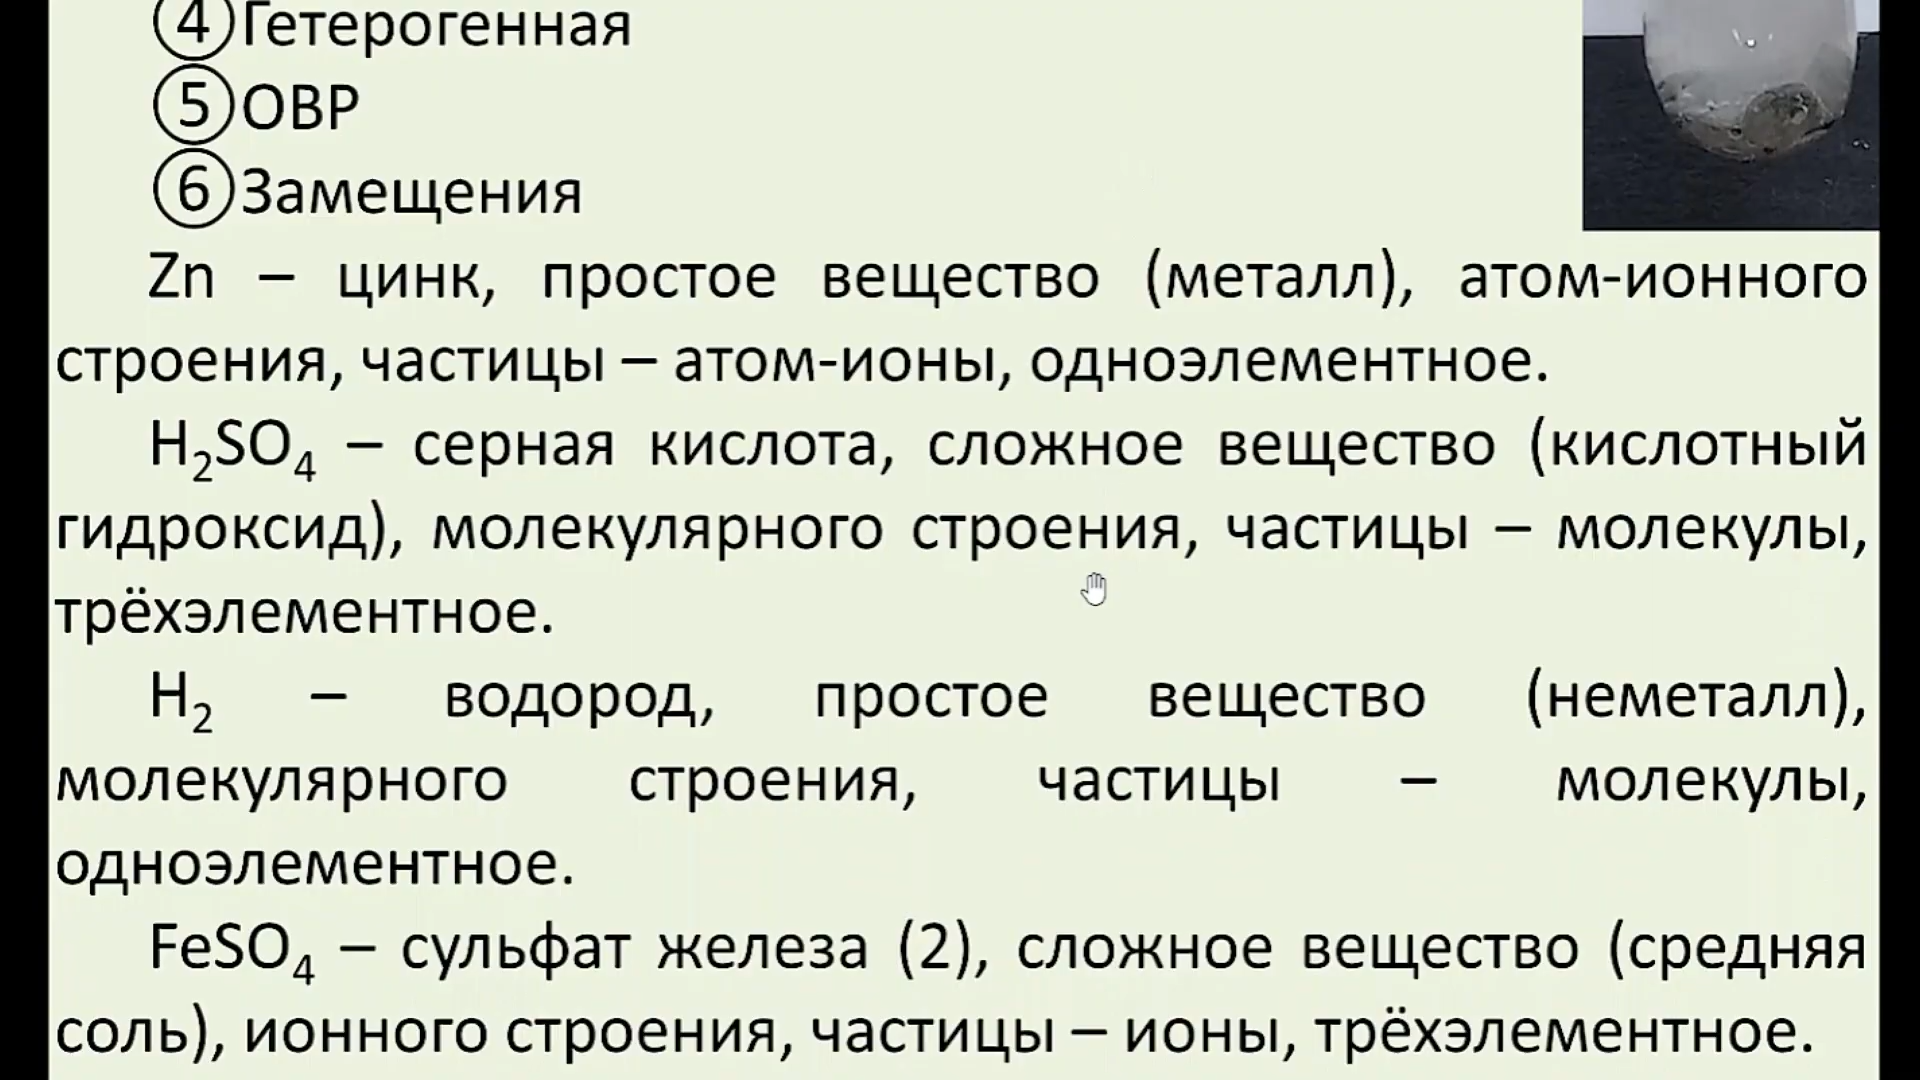 ④Гетерогенная
⑤ОВР
⑥Замещения
Zn – цинк, простое вещество (металл), атом-ионного
строения, частицы – атом-ионы, одноэлементное.
H₂SO₄ – серная кислота, сложное вещество (кислотный
гидроксид), молекулярного строения, частицы – молекулы,
трёхэлементное.
H₂ – водород, простое вещество (неметалл),
молекулярного строения, частицы – молекулы,
одноэлементное.
FeSO₄ – сульфат железа (2), сложное вещество (средняя
соль), ионного строения, частицы – ионы, трёхэлементное.